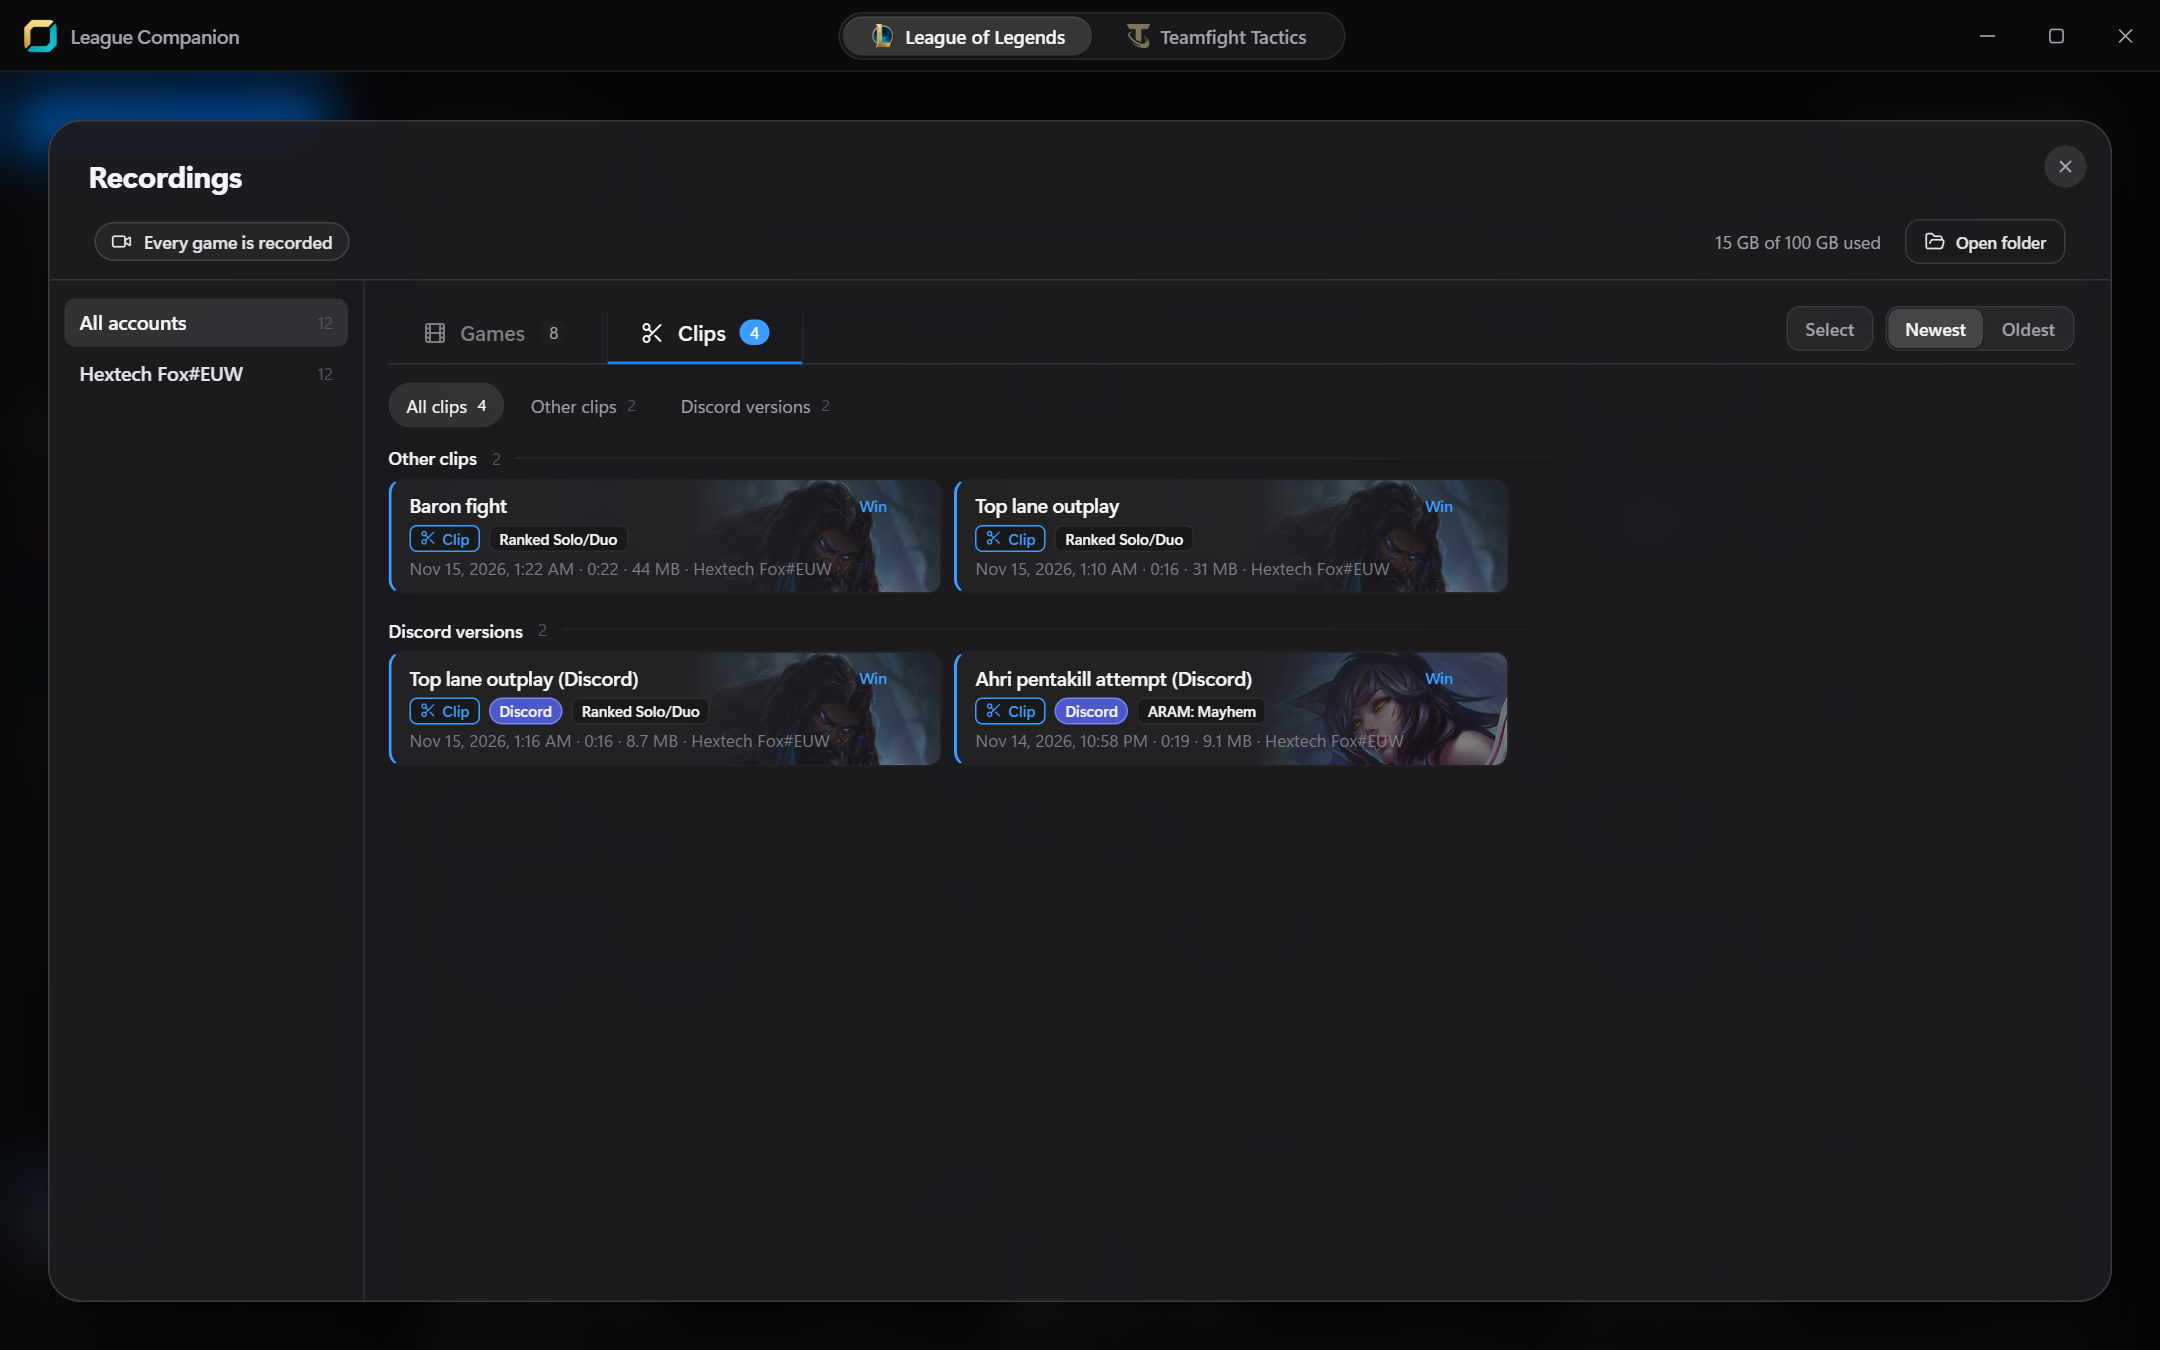 League Companion
League of Legends
Teamfight Tactics
Recordings
Every game is recorded
15 GB of 100 GB used
Open folder
All accounts 12
Hextech Fox#EUW 12
Games 8
Clips 4
Select
Newest
Oldest
All clips 4
Other clips 2
Discord versions 2
Other clips 2
Baron fight
Win
Clip
Ranked Solo/Duo
Nov 15, 2026, 1:22 AM · 0:22 · 44 MB · Hextech Fox#EUW
Top lane outplay
Win
Clip
Ranked Solo/Duo
Nov 15, 2026, 1:10 AM · 0:16 · 31 MB · Hextech Fox#EUW
Discord versions 2
Top lane outplay (Discord)
Win
Clip
Discord
Ranked Solo/Duo
Nov 15, 2026, 1:16 AM · 0:16 · 8.7 MB · Hextech Fox#EUW
Ahri pentakill attempt (Discord)
Win
Clip
Discord
ARAM: Mayhem
Nov 14, 2026, 10:58 PM · 0:19 · 9.1 MB · Hextech Fox#EUW